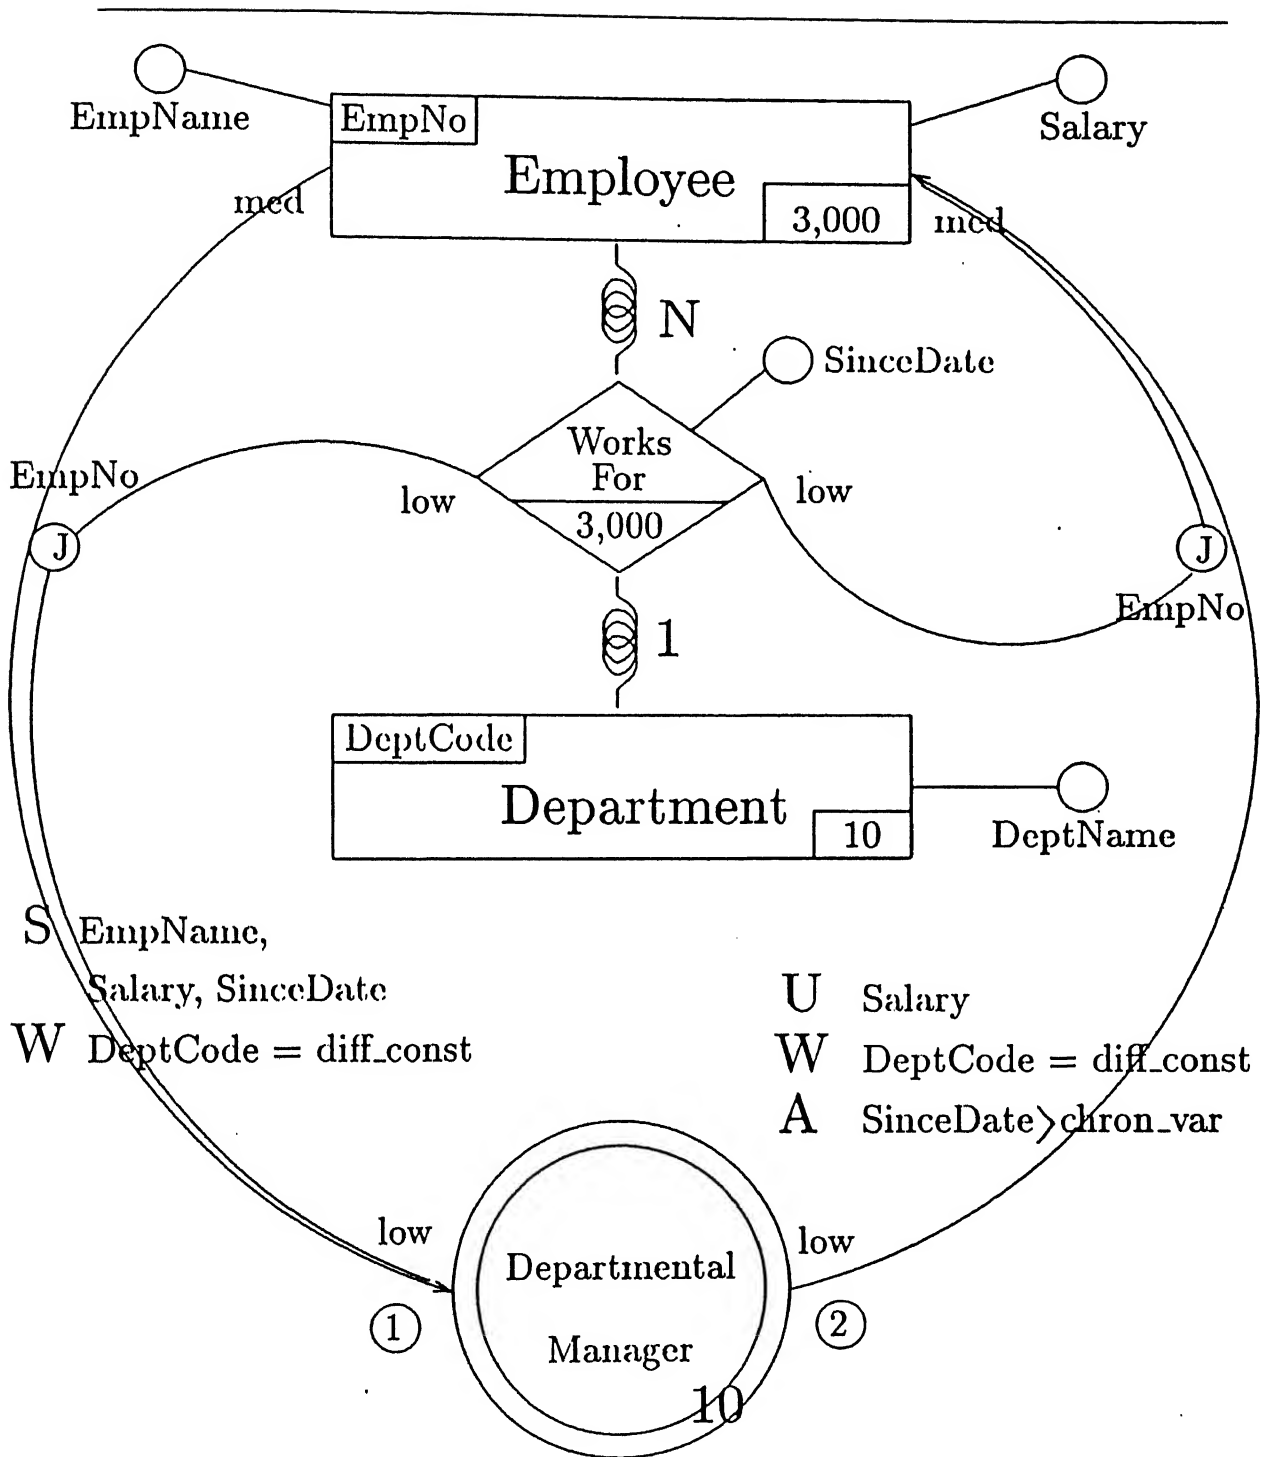 EmpName
EmpNo
Salary
Employee
3,000
med
med
N
SinceDate
Works
For
3,000
EmpNo
low
low
J
J
EmpNo
1
DeptCode
Department
10
DeptName
S EmpName,
Salary, SinceDate
W DeptCode = diff_const
U Salary
W DeptCode = diff_const
A SinceDate>chron_var
low
low
Departmental
Manager
10
1
2